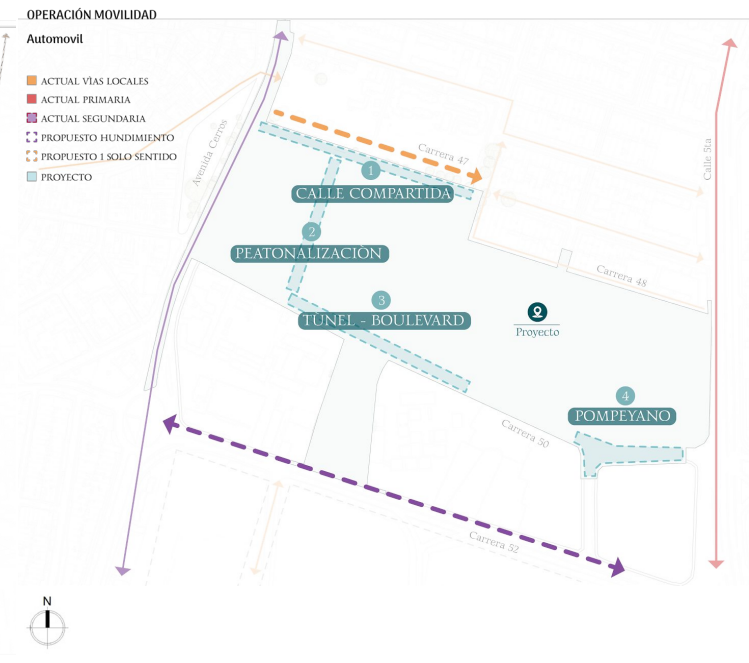 OPERACIÓN MOVILIDAD
Automovil
ACTUAL VÍAS LOCALES
ACTUAL PRIMARIA
ACTUAL SEGUNDARIA
PROPUESTO HUNDIMIENTO
PROPUESTO 1 SOLO SENTIDO
PROYECTO
Avenida Cerros
Carrera 47
Calle 5ta
1
CALLE COMPARTIDA
2
PEATONALIZACIÓN
Carrera 48
3
TÚNEL - BOULEVARD
Proyecto
4
POMPEYANO
Carrera 50
Carrera 52
N